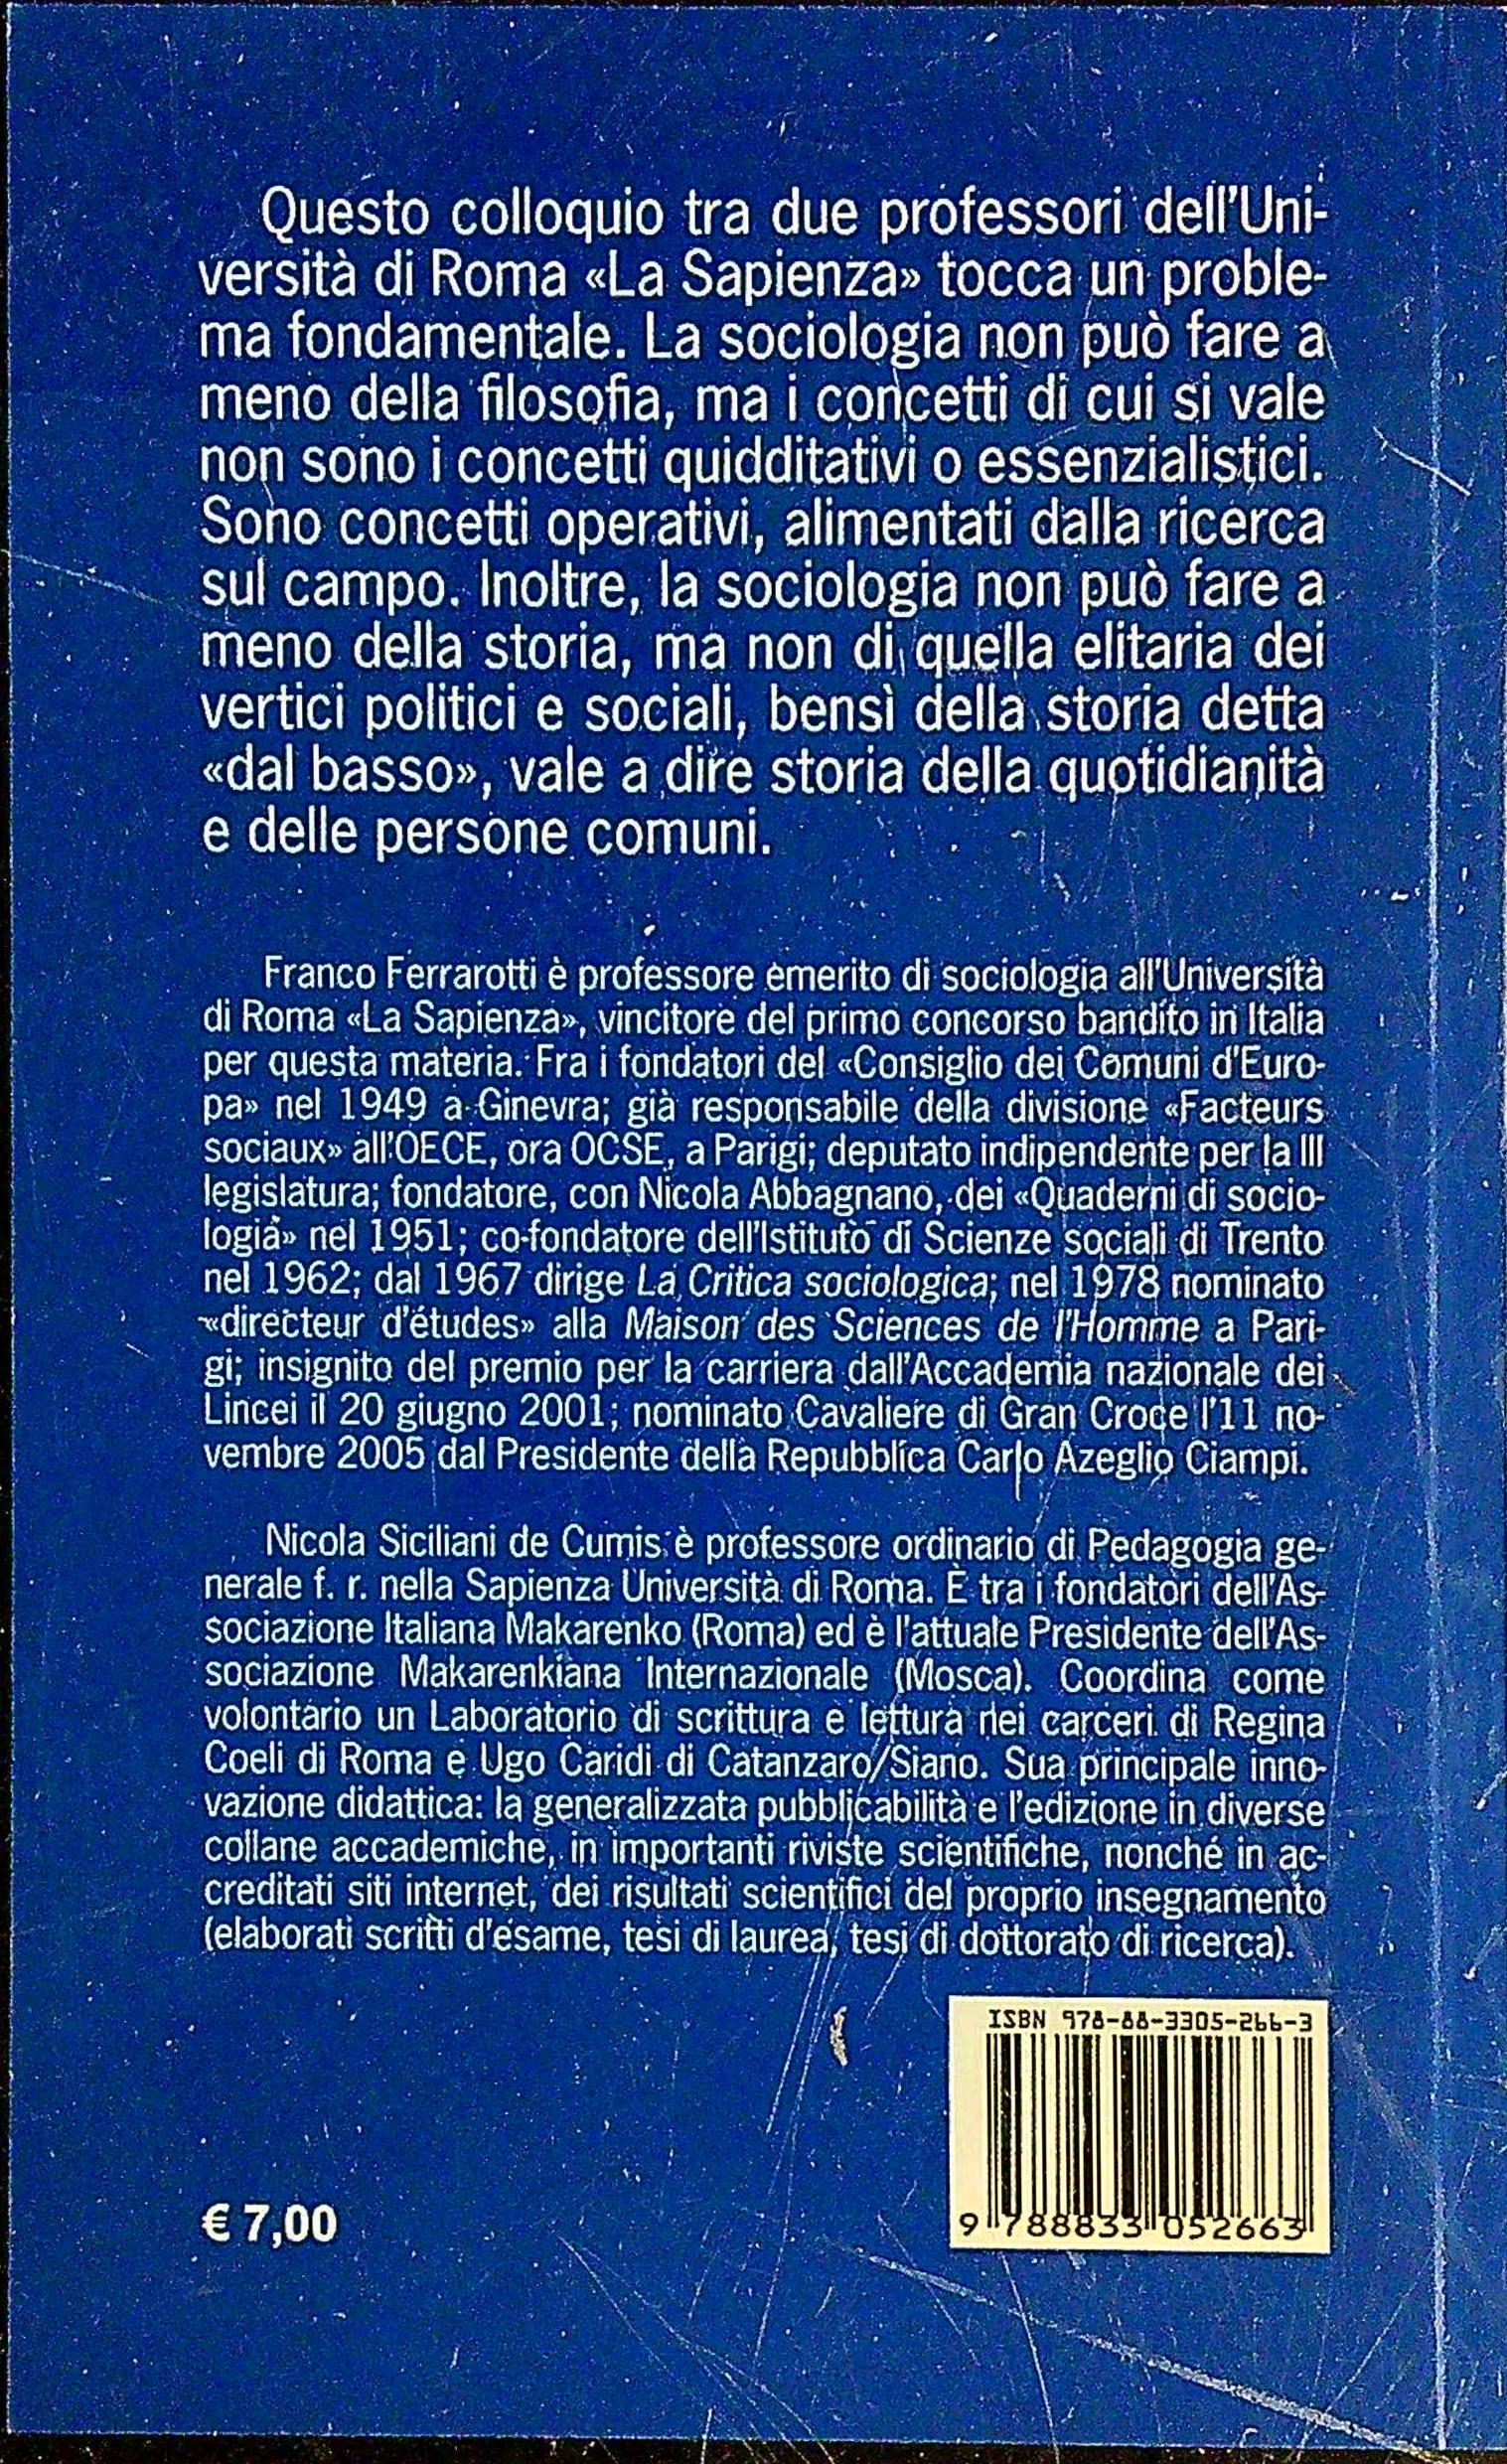 Questo colloquio tra due professori dell'Uni-
versità di Roma «La Sapienza» tocca un proble-
ma fondamentale. La sociologia non può fare a
meno della filosofia, ma i concetti di cui si vale
non sono i concetti quidditativi o essenzialistici.
Sono concetti operativi, alimentati dalla ricerca
sul campo. Inoltre, la sociologia non può fare a
meno della storia, ma non di quella elitaria dei
vertici politici e sociali, bensì della storia detta
«dal basso», vale a dire storia della quotidianità
e delle persone comuni.
Franco Ferrarotti è professore emerito di sociologia all'Università
di Roma «La Sapienza», vincitore del primo concorso bandito in Italia
per questa materia. Fra i fondatori del «Consiglio dei Comuni d'Euro-
pa» nel 1949 a Ginevra; già responsabile della divisione «Facteurs
sociaux» all'OECE, ora OCSE, a Parigi; deputato indipendente per la III
legislatura; fondatore, con Nicola Abbagnano, dei «Quaderni di socio-
logia» nel 1951; co-fondatore dell'Istituto di Scienze sociali di Trento
nel 1962; dal 1967 dirige La Critica sociologica; nel 1978 nominato
«directeur d'études» alla Maison des Sciences de l'Homme a Pari-
gi; insignito del premio per la carriera dall'Accademia nazionale dei
Lincei il 20 giugno 2001; nominato Cavaliere di Gran Croce l'11 no-
vembre 2005 dal Presidente della Repubblica Carlo Azeglio Ciampi.
Nicola Siciliani de Cumis è professore ordinario di Pedagogia ge-
nerale f. r. nella Sapienza Università di Roma. È tra i fondatori dell'As-
sociazione Italiana Makarenko (Roma) ed è l'attuale Presidente dell'As-
sociazione Makarenkiana Internazionale (Mosca). Coordina come
volontario un Laboratorio di scrittura e lettura nei carceri di Regina
Coeli di Roma e Ugo Caridi di Catanzaro/Siano. Sua principale inno-
vazione didattica: la generalizzata pubblicabilità e l'edizione in diverse
collane accademiche, in importanti riviste scientifiche, nonché in ac-
creditati siti internet, dei risultati scientifici del proprio insegnamento
(elaborati scritti d'esame, tesi di laurea, tesi di dottorato di ricerca).
ISBN 978-88-3305-266-3
9 788833 052663
€ 7,00